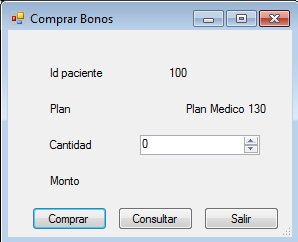 Comprar Bonos
Id paciente 100
Plan Plan Medico 130
Cantidad 0
Monto
Comprar Consultar Salir